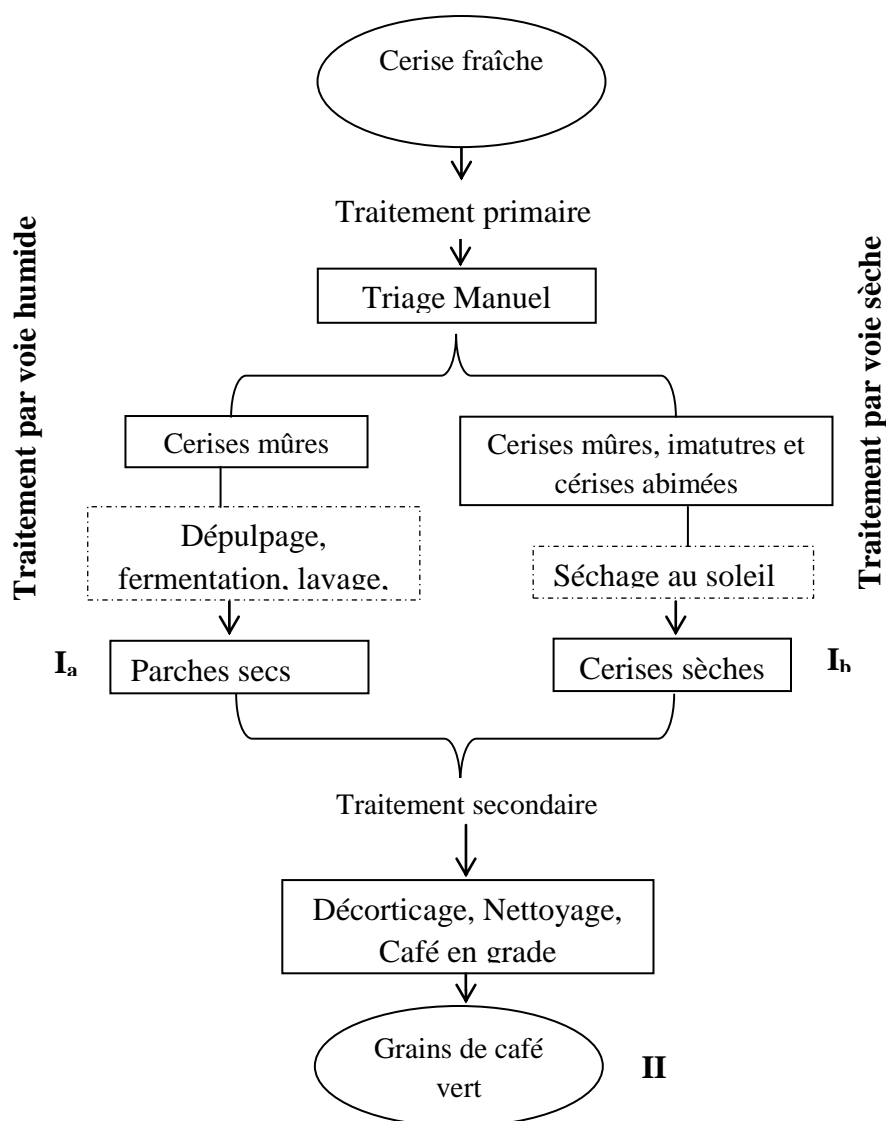 Cerise fraîche
Traitement primaire
Triage Manuel
Traitement par voie humide
Traitement par voie sèche
Cerises mûres
Cerises mûres, imatutres et
cérises abimées
Dépulpage,
fermentation, lavage,
Séchage au soleil
Ia
Parches secs
Cerises sèches
Ib
Traitement secondaire
Décorticage, Nettoyage,
Café en grade
Grains de café
vert
II